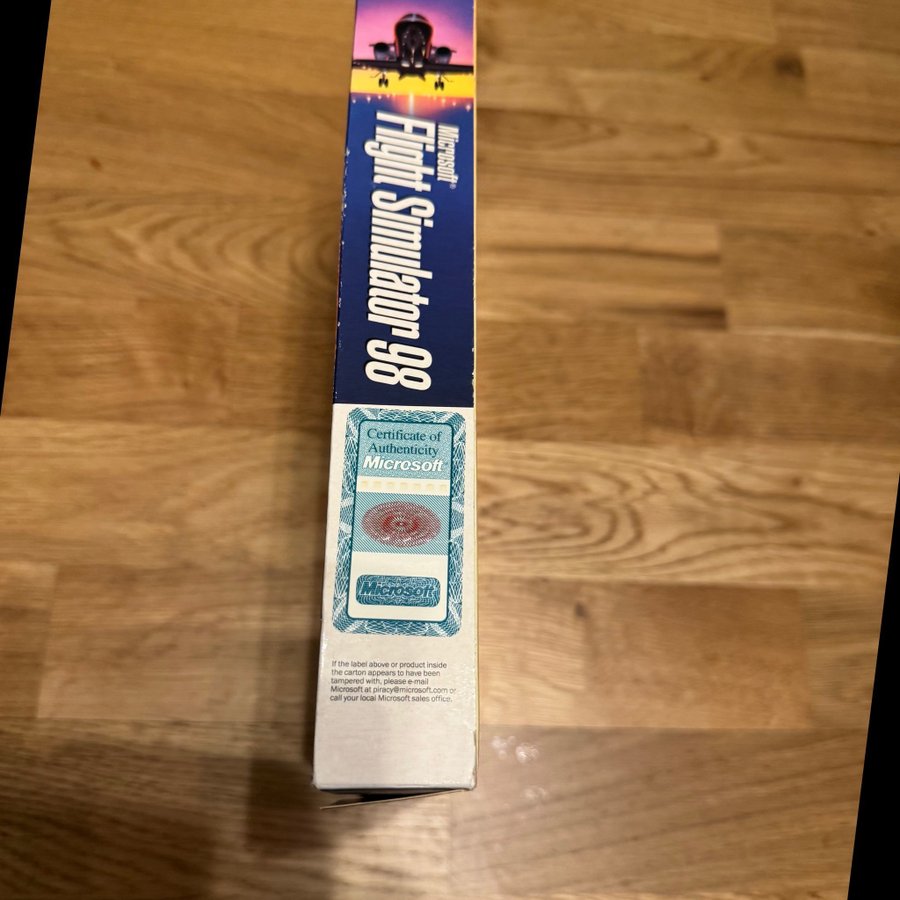 Microsoft®
Flight Simulator 98
Certificate of
Authenticity
Microsoft
Microsoft
If the label above or product inside
the carton appears to have been
tampered with, please e-mail
Microsoft at piracy@microsoft.com or
call your local Microsoft sales office.